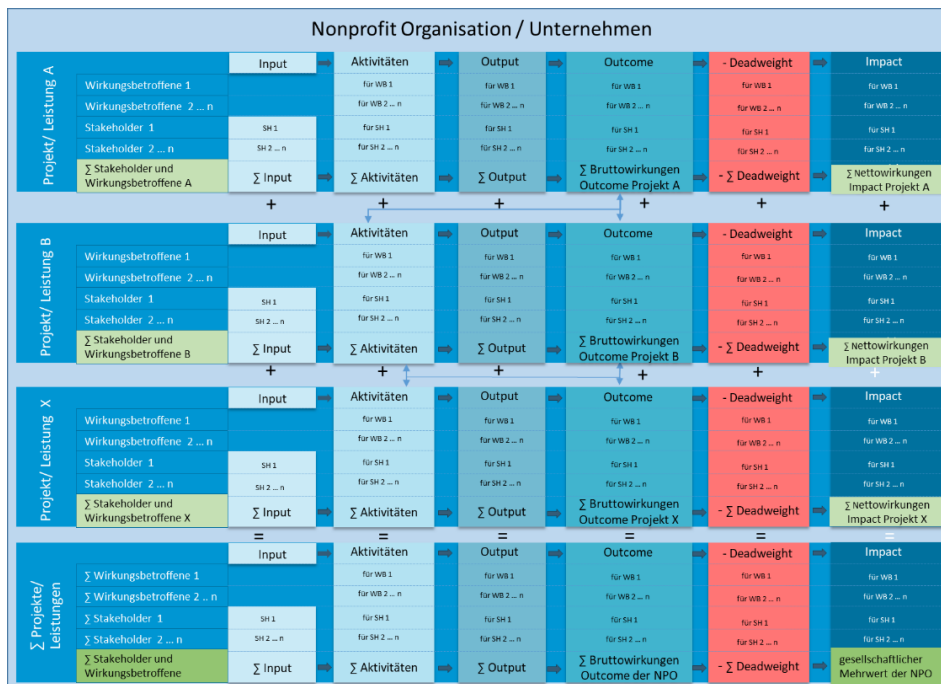 Nonprofit Organisation / Unternehmen
Projekt/ Leistung A
Input Aktivitäten Output Outcome - Deadweight Impact
Wirkungsbetroffene 1 für WB 1 für WB 1 für WB 1 für WB 1 für WB 1
Wirkungsbetroffene 2 ... n für WB 2 ... n für WB 2 ... n für WB 2 ... n für WB 2 ... n für WB 2 ... n
Stakeholder 1 SH 1 für SH 1 für SH 1 für SH 1 für SH 1 für SH 1
Stakeholder 2 ... n SH 2 ... n für SH 2 ... n für SH 2 ... n für SH 2 ... n für SH 2 ... n für SH 2 ... n
∑ Stakeholder und
Wirkungsbetroffene A
∑ Input ∑ Aktivitäten ∑ Output
∑ Bruttowirkungen
Outcome Projekt A
- ∑ Deadweight
∑ Nettowirkungen
Impact Projekt A
+ + + + + +
Projekt/ Leistung B
Input Aktivitäten Output Outcome - Deadweight Impact
Wirkungsbetroffene 1 für WB 1 für WB 1 für WB 1 für WB 1 für WB 1
Wirkungsbetroffene 2 ... n für WB 2 ... n für WB 2 ... n für WB 2 ... n für WB 2 ... n für WB 2 ... n
Stakeholder 1 SH 1 für SH 1 für SH 1 für SH 1 für SH 1 für SH 1
Stakeholder 2 ... n SH 2 ... n für SH 2 ... n für SH 2 ... n für SH 2 ... n für SH 2 ... n für SH 2 ... n
∑ Stakeholder und
Wirkungsbetroffene B
∑ Input ∑ Aktivitäten ∑ Output
∑ Bruttowirkungen
Outcome Projekt B
- ∑ Deadweight
∑ Nettowirkungen
Impact Projekt B
+ + + + + +
Projekt/ Leistung X
Input Aktivitäten Output Outcome - Deadweight Impact
Wirkungsbetroffene 1 für WB 1 für WB 1 für WB 1 für WB 1 für WB 1
Wirkungsbetroffene 2 ... n für WB 2 ... n für WB 2 ... n für WB 2 ... n für WB 2 ... n für WB 2 ... n
Stakeholder 1 SH 1 für SH 1 für SH 1 für SH 1 für SH 1 für SH 1
Stakeholder 2 ... n SH 2 ... n für SH 2 ... n für SH 2 ... n für SH 2 ... n für SH 2 ... n für SH 2 ... n
∑ Stakeholder und
Wirkungsbetroffene X
∑ Input ∑ Aktivitäten ∑ Output
∑ Bruttowirkungen
Outcome Projekt X
- ∑ Deadweight
∑ Nettowirkungen
Impact Projekt X
= = = = = =
∑ Projekte/
Leistungen
Input Aktivitäten Output Outcome - Deadweight Impact
∑ Wirkungsbetroffene 1 für WB 1 für WB 1 für WB 1 für WB 1 für WB 1
∑ Wirkungsbetroffene 2 .. n für WB 2 ... n für WB 2 ... n für WB 2 ... n für WB 2 ... n für WB 2 ... n
∑ Stakeholder 1 SH 1 für SH 1 für SH 1 für SH 1 für SH 1 für SH 1
∑ Stakeholder 2 ... n SH 2 ... n für SH 2 ... n für SH 2 ... n für SH 2 ... n für SH 2 ... n für SH 2 ... n
∑ Stakeholder und
Wirkungsbetroffene
∑ Input ∑ Aktivitäten ∑ Output
∑ Bruttowirkungen
Outcome der NPO
- ∑ Deadweight
gesellschaftlicher
Mehrwert der NPO